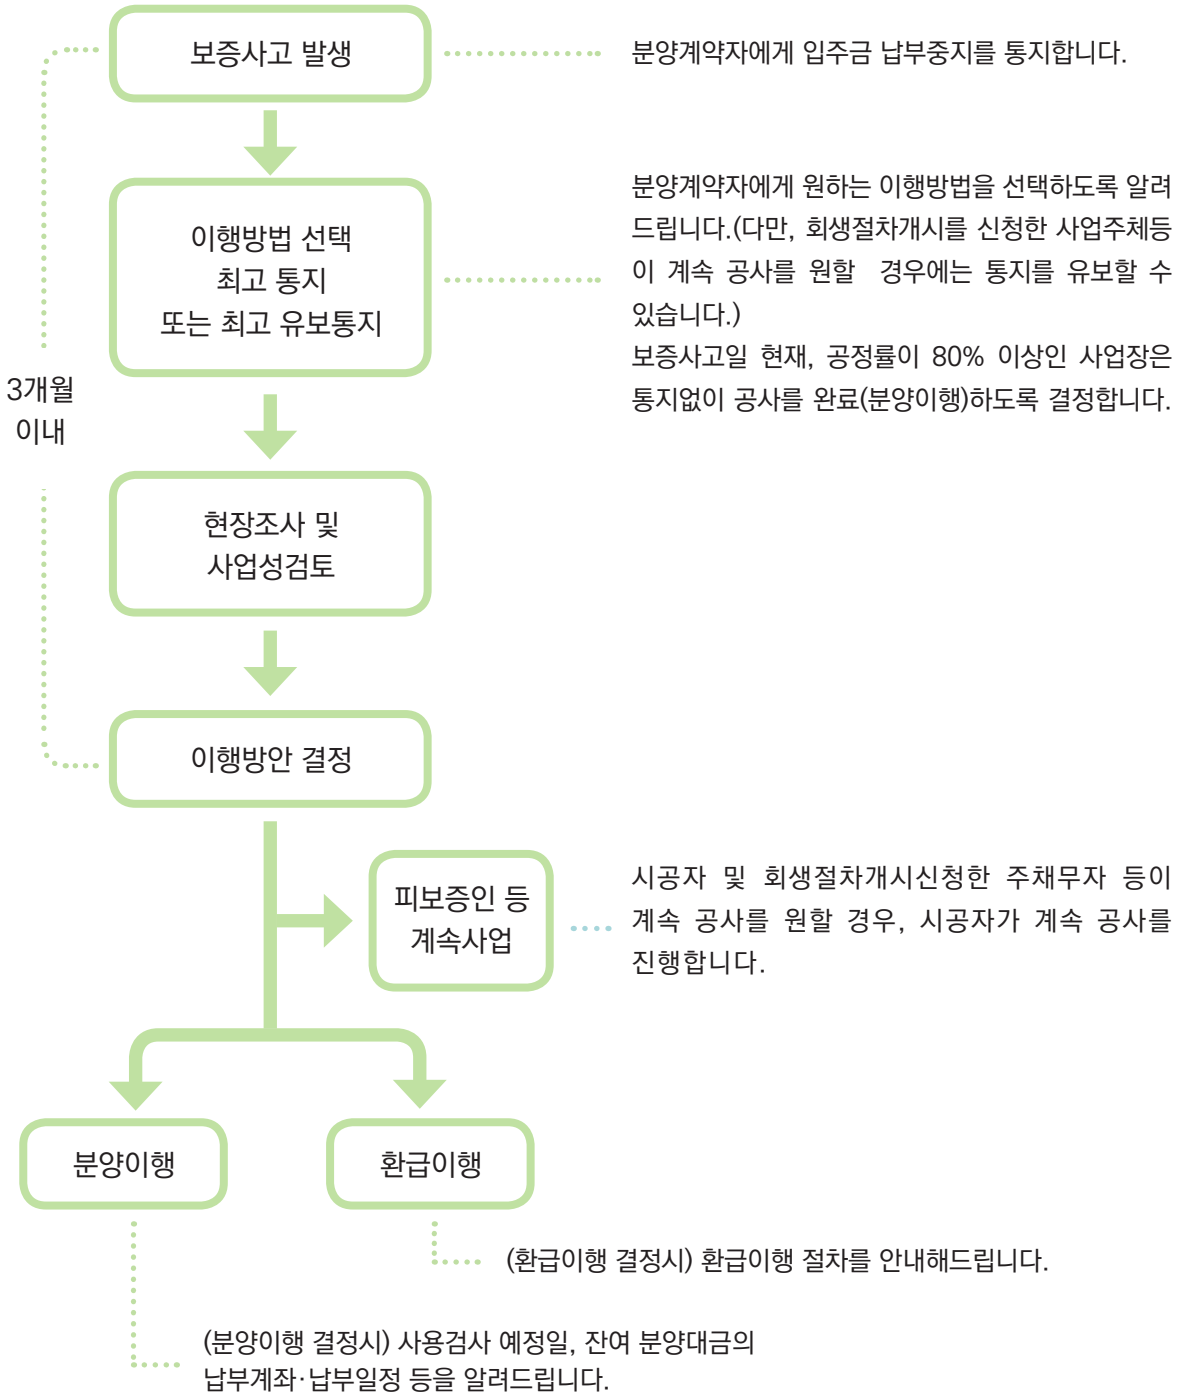 보증사고 발생
분양계약자에게 입주금 납부중지를 통지합니다.
이행방법 선택
최고 통지
또는 최고 유보통지
분양계약자에게 원하는 이행방법을 선택하도록 알려
드립니다.(다만, 회생절차개시를 신청한 사업주체등
이 계속 공사를 원할 경우에는 통지를 유보할 수
있습니다.)
보증사고일 현재, 공정률이 80% 이상인 사업장은
통지없이 공사를 완료(분양이행)하도록 결정합니다.
3개월
이내
현장조사 및
사업성검토
이행방안 결정
피보증인 등
계속사업
시공자 및 회생절차개시신청한 주채무자 등이
계속 공사를 원할 경우, 시공자가 계속 공사를
진행합니다.
분양이행
환급이행
(환급이행 결정시) 환급이행 절차를 안내해드립니다.
(분양이행 결정시) 사용검사 예정일, 잔여 분양대금의
납부계좌·납부일정 등을 알려드립니다.